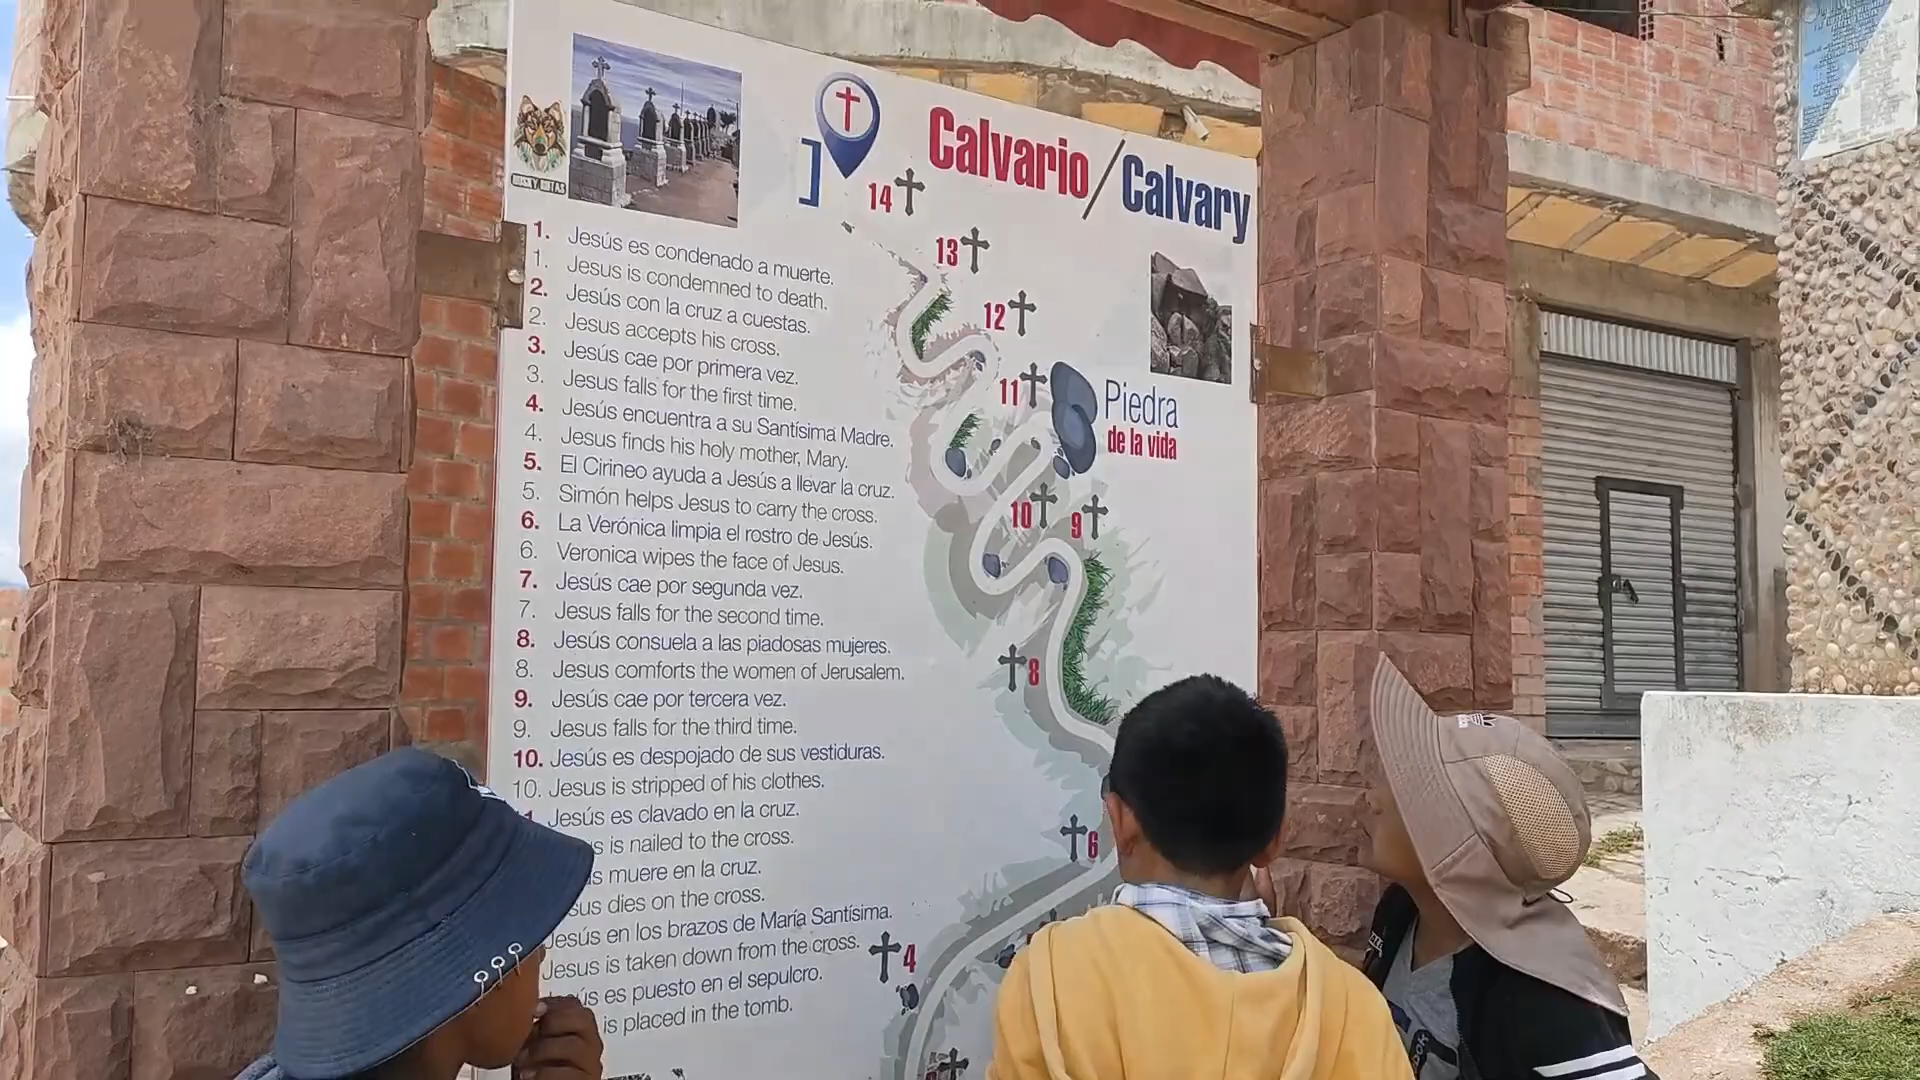 Calvario/Calvary
14
13
12
11
Piedra
de la vida
10
9
8
6
4
1. Jesús es condenado a muerte.
1. Jesus is condemned to death.
2. Jesús con la cruz a cuestas.
2. Jesus accepts his cross.
3. Jesús cae por primera vez.
3. Jesus falls for the first time.
4. Jesús encuentra a su Santísima Madre.
4. Jesus finds his holy mother, Mary.
5. El Cirineo ayuda a Jesús a llevar la cruz.
5. Simón helps Jesus to carry the cross.
6. La Verónica limpia el rostro de Jesús.
6. Veronica wipes the face of Jesus.
7. Jesús cae por segunda vez.
7. Jesus falls for the second time.
8. Jesús consuela a las piadosas mujeres.
8. Jesus comforts the women of Jerusalem.
9. Jesús cae por tercera vez.
9. Jesus falls for the third time.
10. Jesús es despojado de sus vestiduras.
10. Jesus is stripped of his clothes.
Jesús es clavado en la cruz.
is nailed to the cross.
muere en la cruz.
dies on the cross.
Jesús en los brazos de María Santísima.
Jesus is taken down from the cross.
es puesto en el sepulcro.
is placed in the tomb.